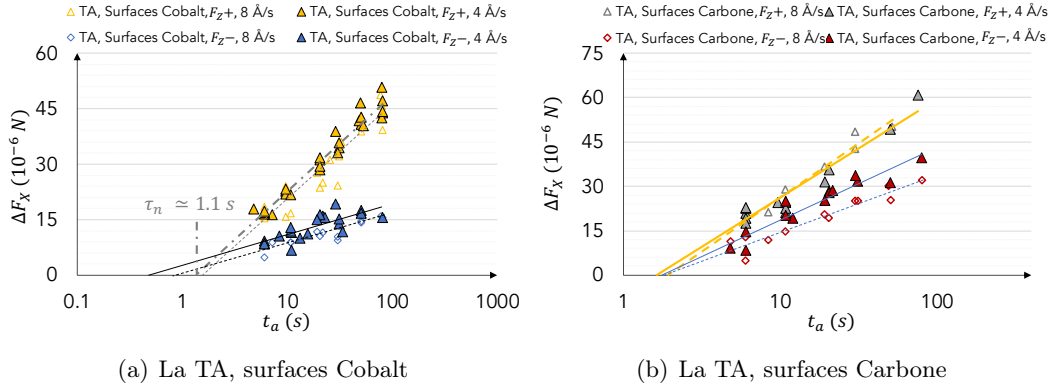 TA, Surfaces Cobalt, F_Z+, 8 Å/s
TA, Surfaces Cobalt, F_Z+, 4 Å/s
TA, Surfaces Cobalt, F_Z−, 8 Å/s
TA, Surfaces Cobalt, F_Z−, 4 Å/s
60
45
30
15
0
ΔF_X (10⁻⁶ N)
τ_n ≃ 1.1 s
0.1
1
10
100
1000
t_a (s)
(a) La TA, surfaces Cobalt
TA, Surfaces Carbone, F_Z+, 8 Å/s
TA, Surfaces Carbone, F_Z+, 4 Å/s
TA, Surfaces Carbone, F_Z−, 8 Å/s
TA, Surfaces Carbone, F_Z−, 4 Å/s
75
60
45
30
15
0
ΔF_X (10⁻⁶ N)
1
10
100
t_a (s)
(b) La TA, surfaces Carbone